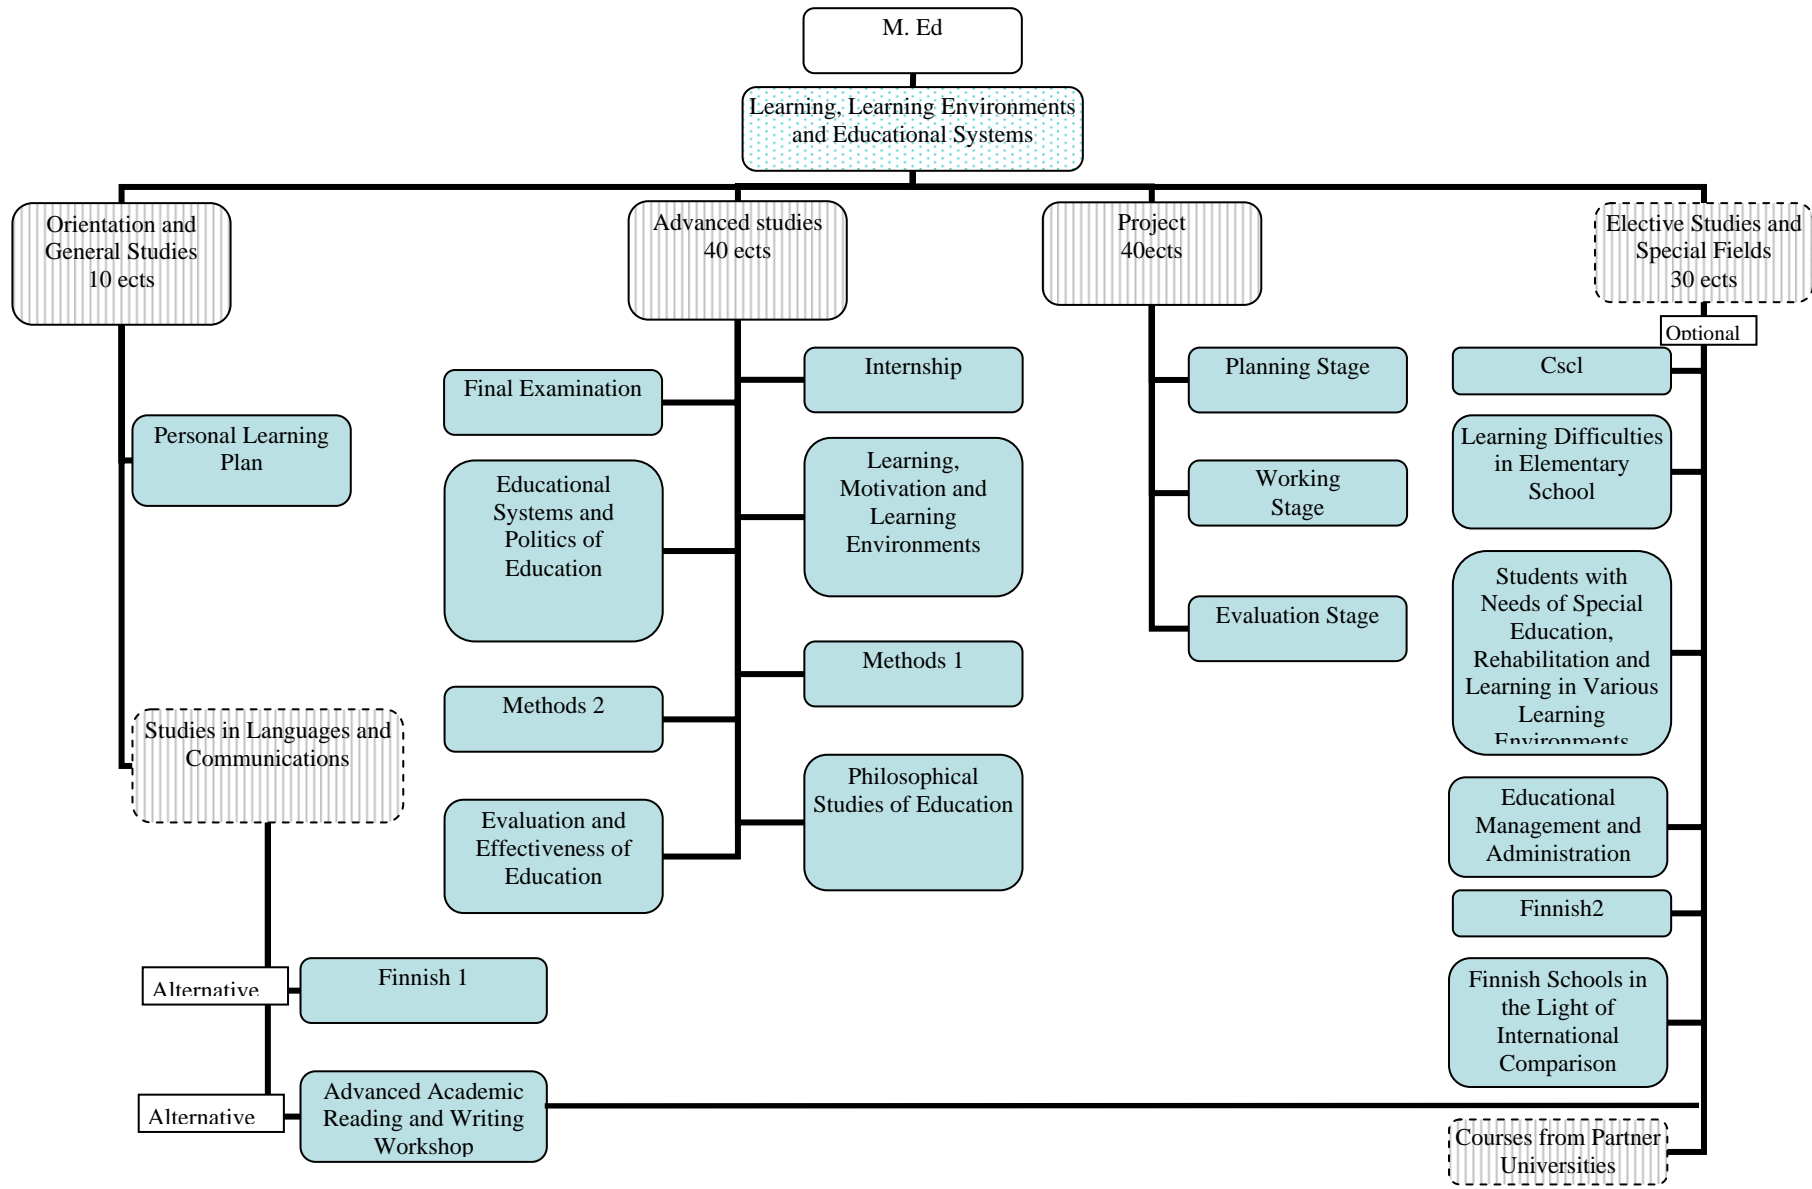 M. Ed
Learning, Learning Environments
and Educational Systems
Orientation and
General Studies
10 ects
Advanced studies
40 ects
Project
40ects
Elective Studies and
Special Fields
30 ects
Optional
Personal Learning
Plan
Studies in Languages and
Communications
Alternative
Finnish 1
Alternative
Advanced Academic
Reading and Writing
Workshop
Final Examination
Internship
Educational
Systems and
Politics of
Education
Learning,
Motivation and
Learning
Environments
Methods 1
Methods 2
Philosophical
Studies of Education
Evaluation and
Effectiveness of
Education
Planning Stage
Working
Stage
Evaluation Stage
Cscl
Learning Difficulties
in Elementary
School
Students with
Needs of Special
Education,
Rehabilitation and
Learning in Various
Learning
Environments
Educational
Management and
Administration
Finnish2
Finnish Schools in
the Light of
International
Comparison
Courses from Partner
Universities